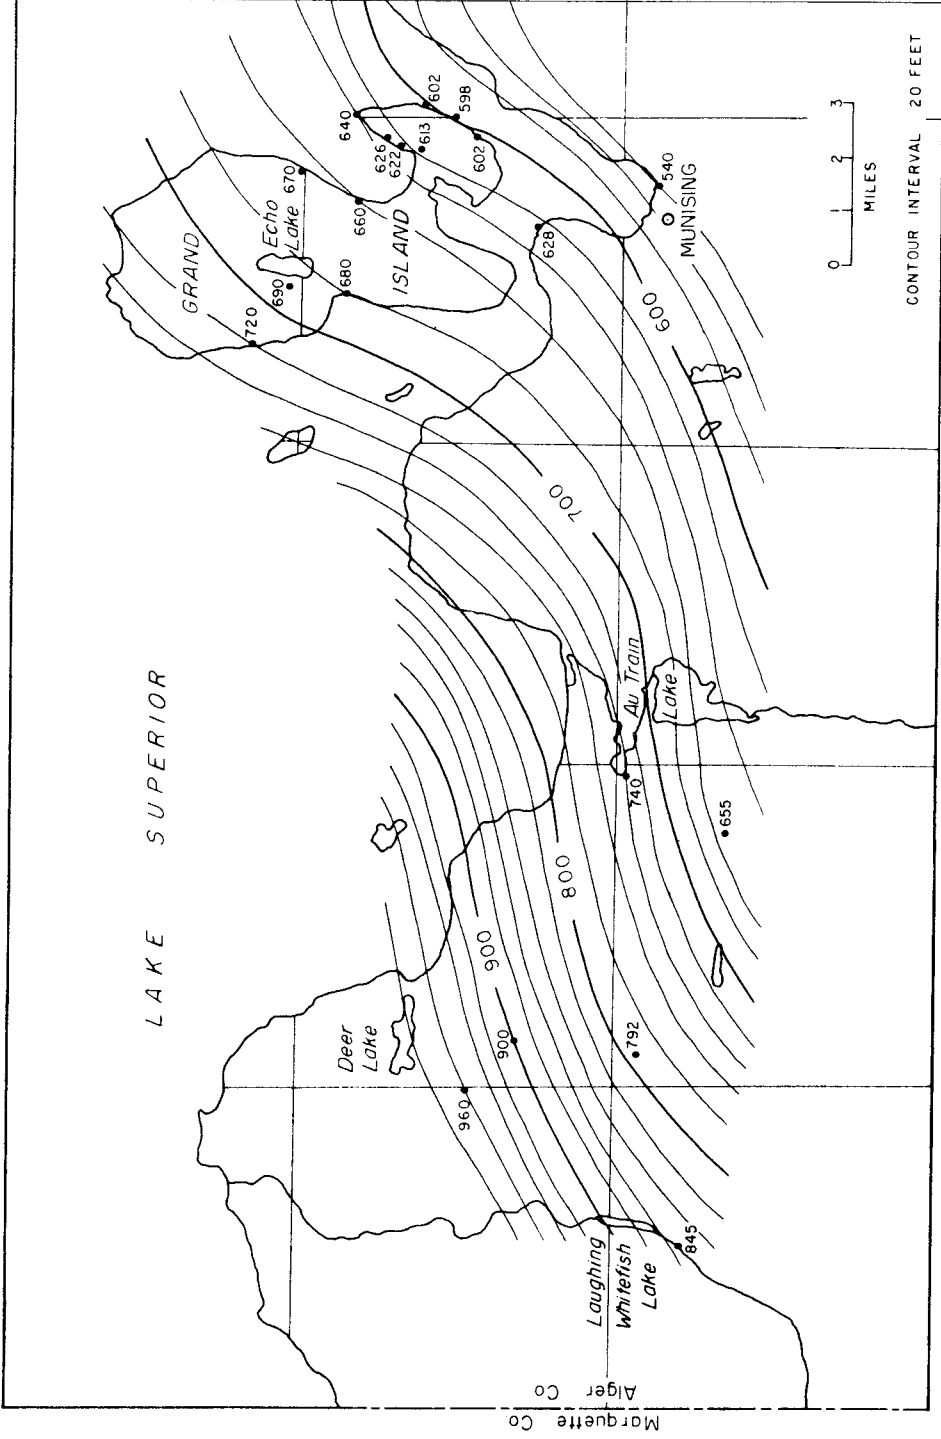 LAKE SUPERIOR
GRAND
ISLAND
Echo
Lake
720
690
670
680
660
640
626
622
613
602
598
602
628
540
MUNISING
600
700
800
900
Au Train
Lake
740
655
792
900
960
Deer
Lake
Laughing
Whitefish
Lake
845
Marquette Co
Alger Co
0 1 2 3
MILES
CONTOUR INTERVAL 20 FEET